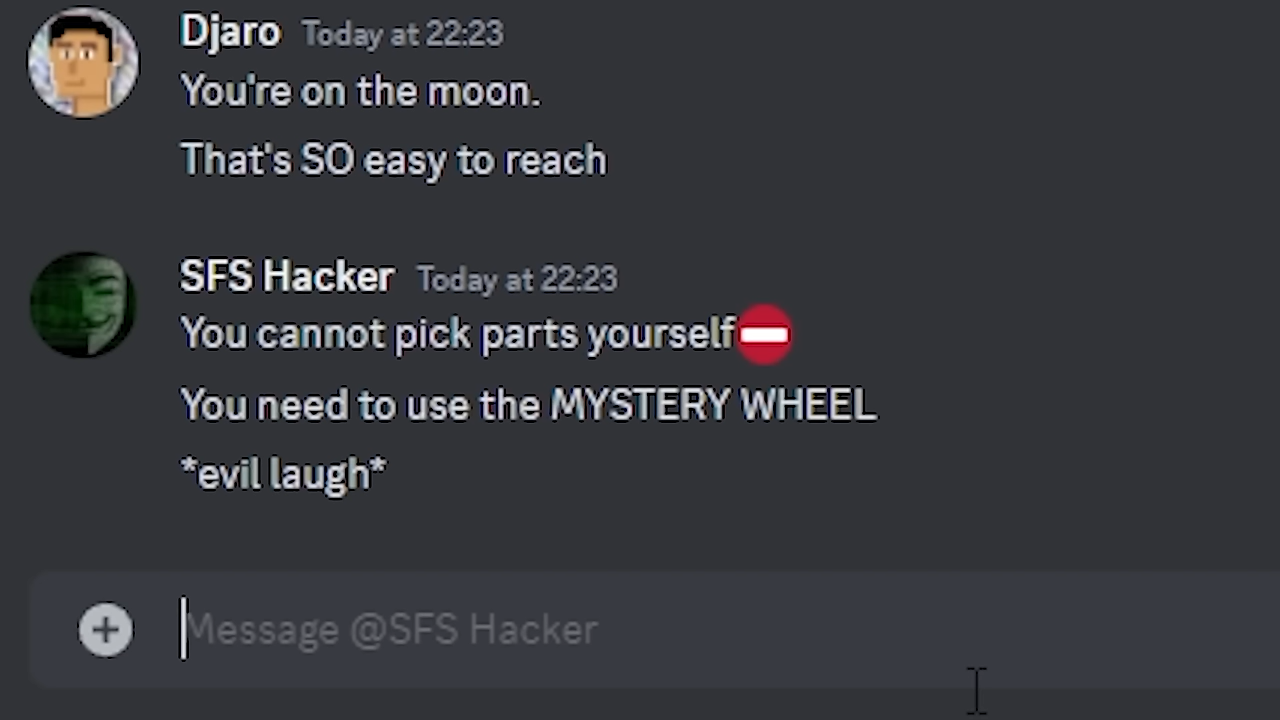 Djaro Today at 22:23
You're on the moon.
That's SO easy to reach
SFS Hacker Today at 22:23
You cannot pick parts yourself⛔
You need to use the MYSTERY WHEEL
*evil laugh*
Message @SFS Hacker